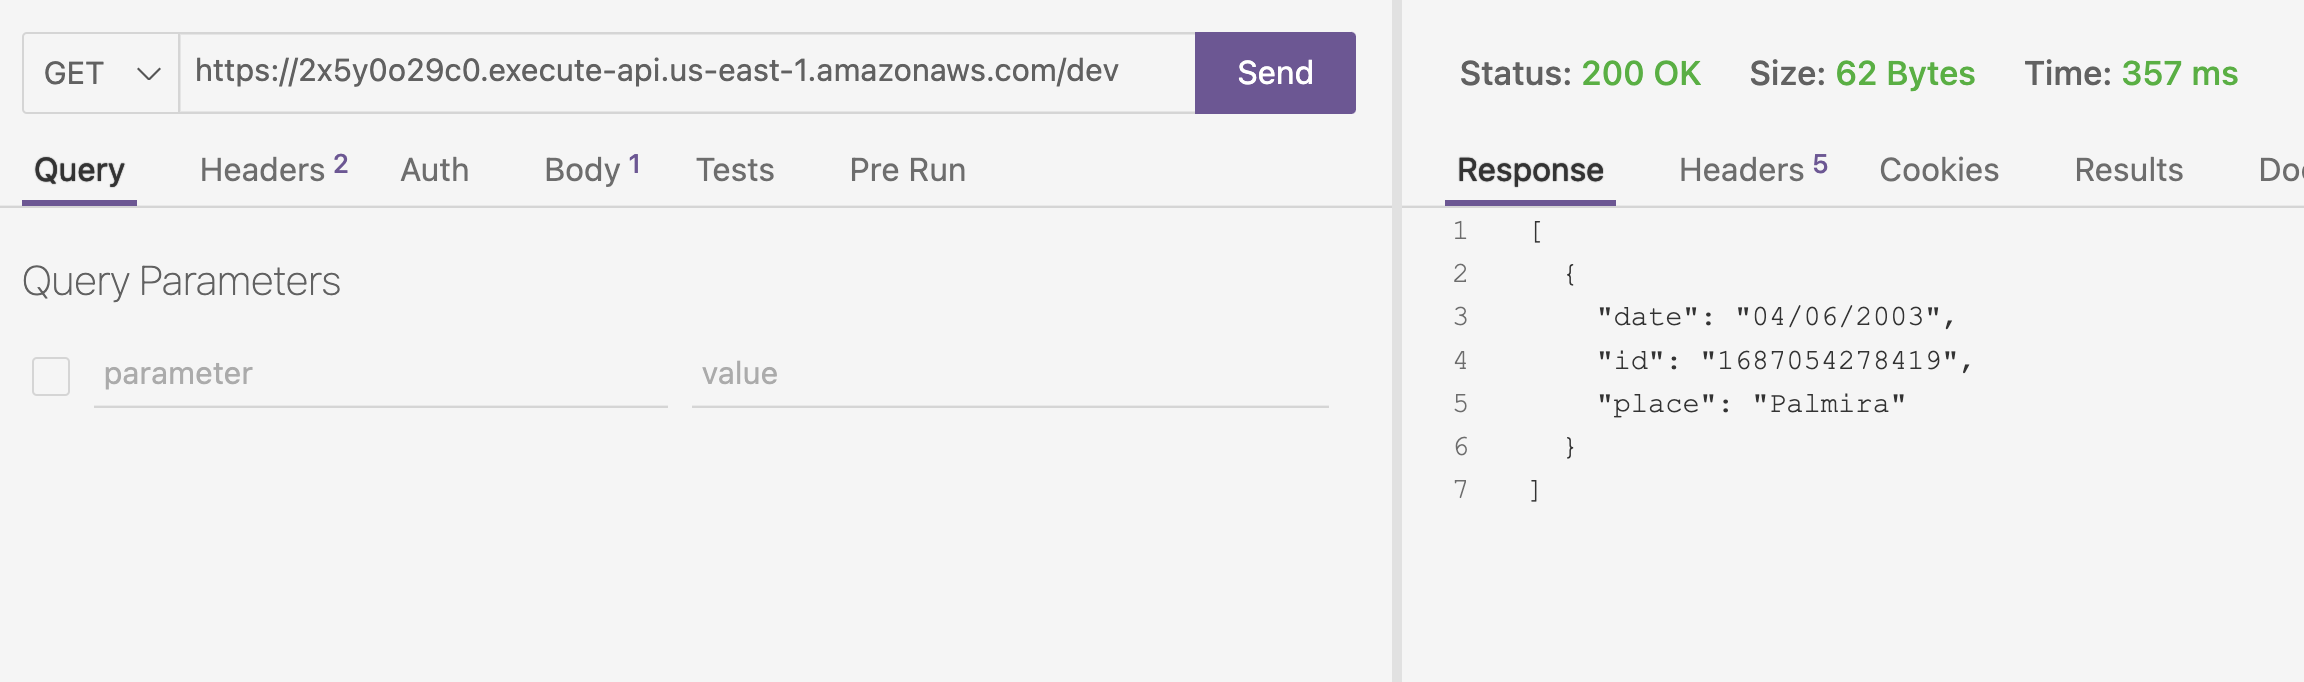 GET https://2x5y0o29c0.execute-api.us-east-1.amazonaws.com/dev Send
Query Headers 2 Auth Body 1 Tests Pre Run
Query Parameters
parameter value
Status: 200 OK Size: 62 Bytes Time: 357 ms
Response Headers 5 Cookies Results
1 [
2 {
3 "date": "04/06/2003",
4 "id": "1687054278419",
5 "place": "Palmira"
6 }
7 ]